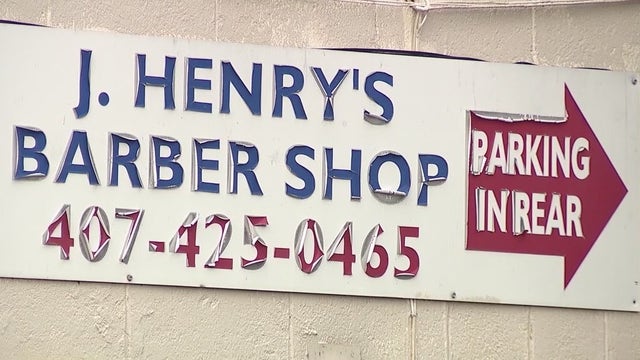 J. HENRY'S
BARBER SHOP
407-425-0465
PARKING
IN REAR